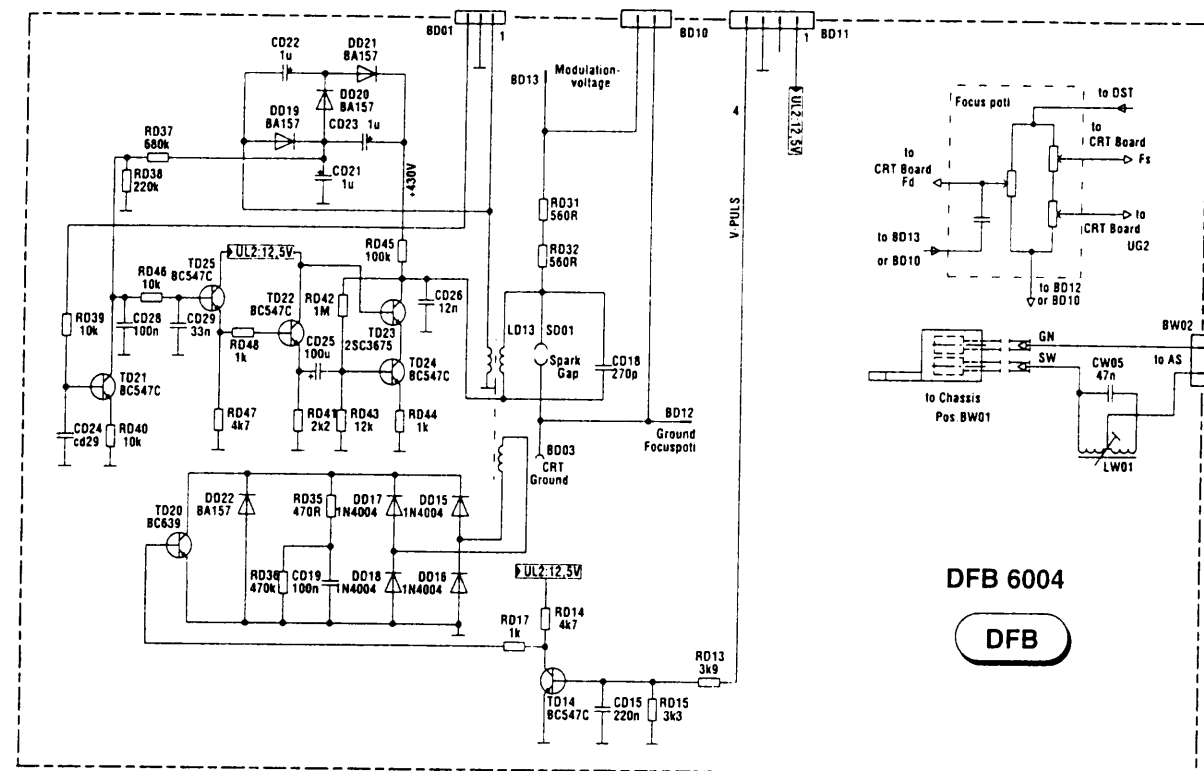 BD01
1
BD10
1
BD11
CD22
1u
DD21
BA157
DD20
BA157
DD19
BA157
CD23
1u
BD13
Modulation-
voltage
UL2:12,5V
4
V-PULS
RD37
680k
RD38
220k
CD21
1u
+430V
RD31
560R
RD32
560R
RD45
100k
UL2:12,5V
TD25
BC547C
RD46
10k
RD39
10k
CD28
100n
CD29
33n
RD48
1k
TD22
BC547C
RD42
1M
CD25
100u
TD23
2SC3675
CD26
12n
LD13
SD01
Spark
Gap
CD18
270p
TD24
BC547C
TD21
BC547C
CD24
cd29
RD40
10k
RD47
4k7
RD41
2k2
RD43
12k
RD44
1k
BD12
Ground
Focuspoti
BD03
CRT
Ground
TD20
BC639
DD22
BA157
RD35
470R
DD17
1N4004
DD15
1N4004
RD36
470k
CD19
100n
DD18
1N4004
DD16
1N4004
UL2:12,5V
RD17
1k
RD14
4k7
TD14
BC547C
CD15
220n
RD15
3k3
RD13
3k9
Focus poti
to DST
to
CRT Board
Fs
to
CRT Board
Fd
to
CRT Board
UG2
to BD13
or BD10
to BD12
or BD10
GN
SW
BW02
to AS
CW05
47n
to Chassis
Pos.BW01
LW01
DFB 6004
DFB